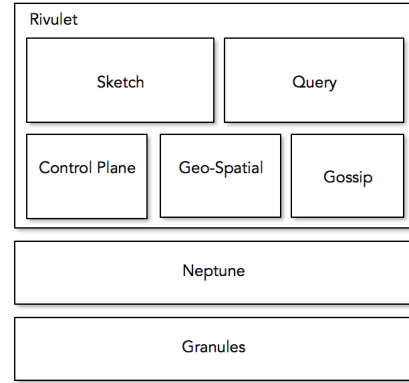 Rivulet
Sketch
Query
Control Plane
Geo-Spatial
Gossip
Neptune
Granules